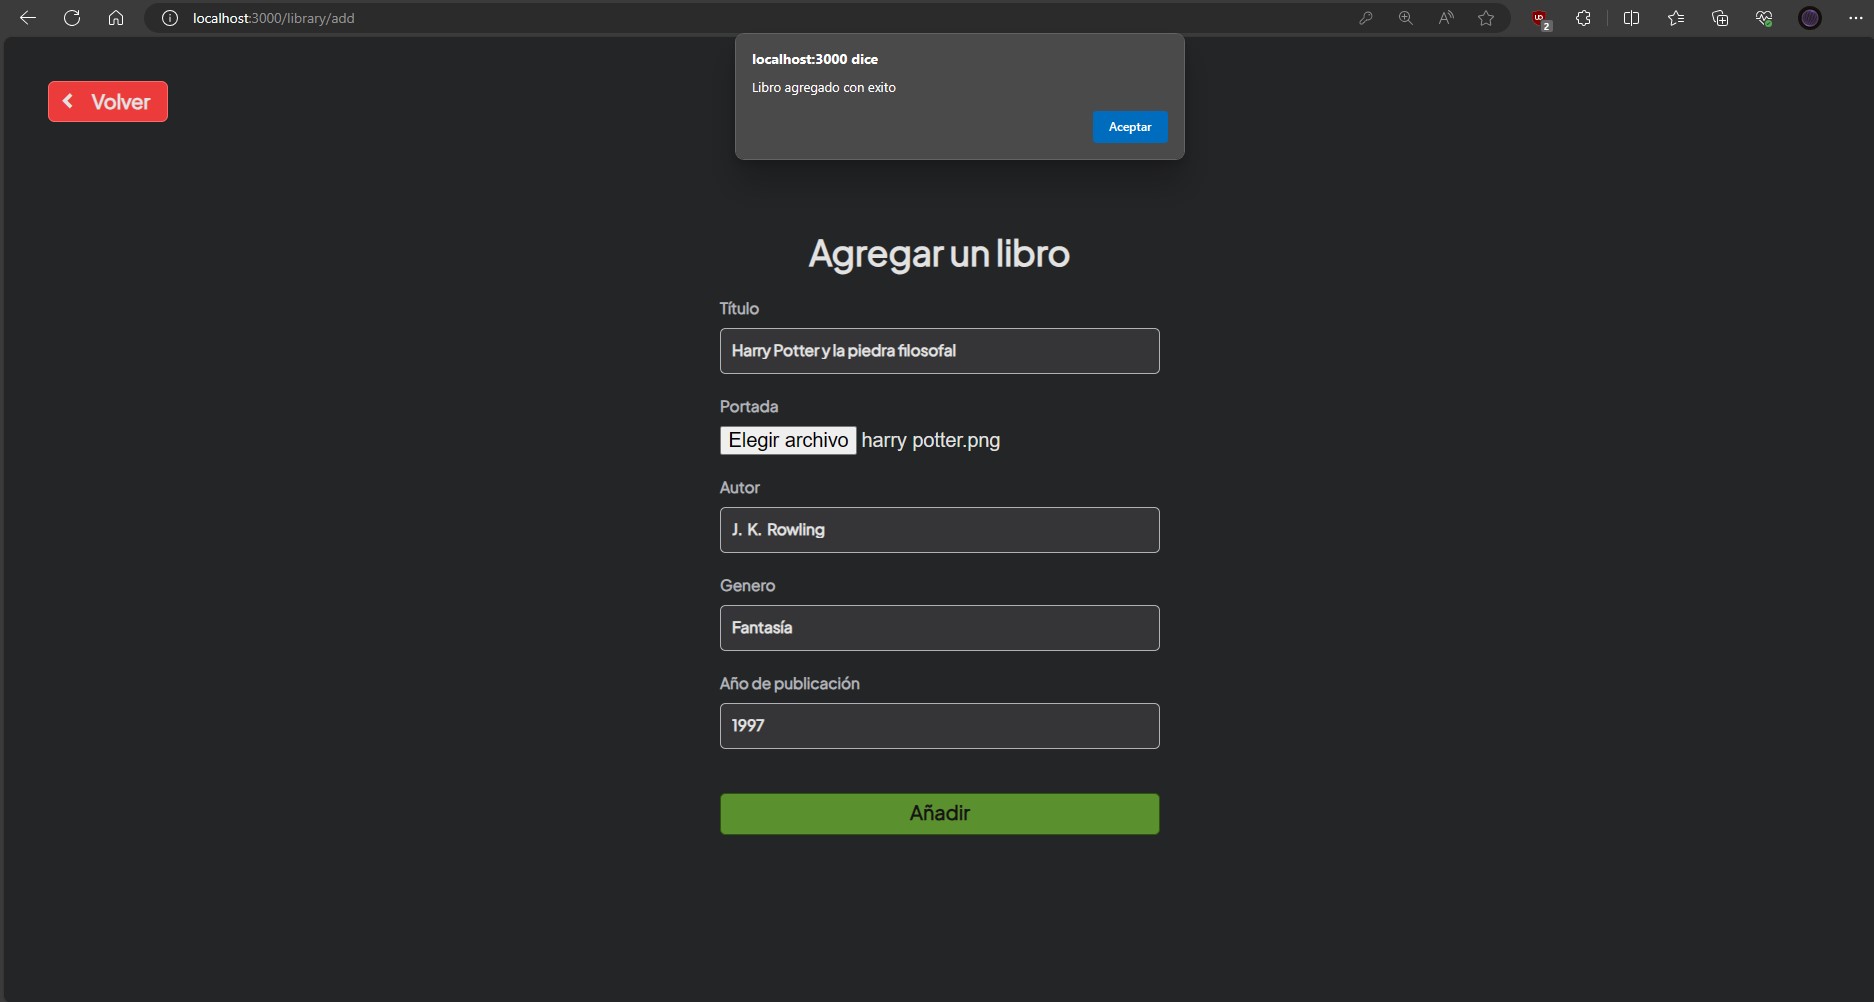 localhost:3000/library/add
2
localhost:3000 dice
Libro agregado con exito
Aceptar
Volver
Agregar un libro
Título
Harry Potter y la piedra filosofal
Portada
Elegir archivo harry potter.png
Autor
J. K. Rowling
Genero
Fantasía
Año de publicación
1997
Añadir